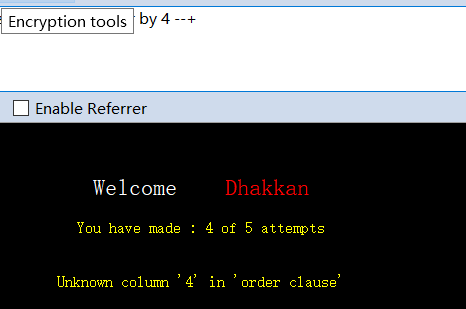 Encryption tools
by 4 --+
Enable Referrer
Welcome Dhakkan
You have made : 4 of 5 attempts
Unknown column '4' in 'order clause'